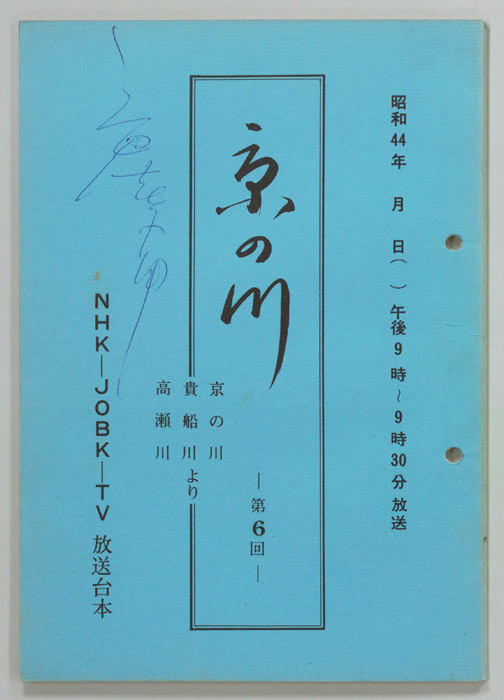 昭和44年　月　日（　）午後9時〜9時30分放送
京の川
―第6回―
京の川
貴船川より
高瀬川
NHK―JOBK―TV 放送台本